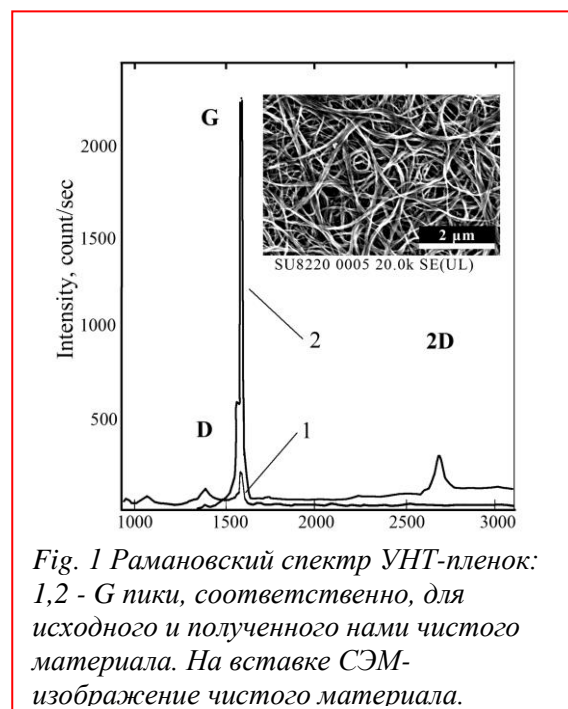 G
2000
1500
1000
500
Intensity, count/sec
2 µm
SU8220 0005 20.0k SE(UL)
2
2D
D
1
1000 1500 2000 2500 3000
Fig. 1 Рамановский спектр УНТ-пленок:
1,2 - G пики, соответственно, для
исходного и полученного нами чистого
материала. На вставке СЭМ-
изображение чистого материала.